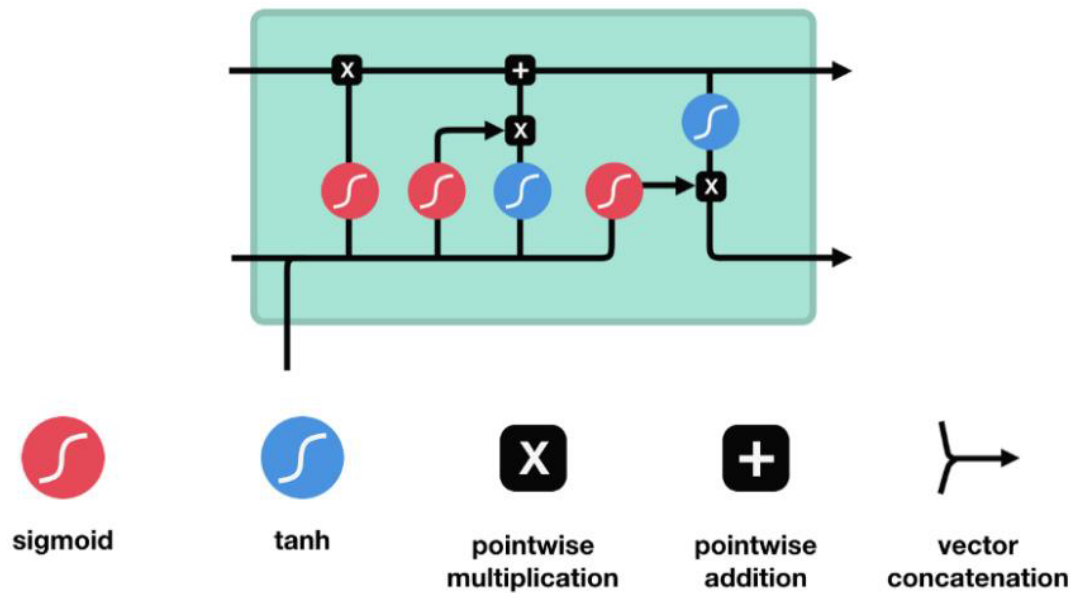 X
+
X
X
X
+
sigmoid
tanh
pointwise
multiplication
pointwise
addition
vector
concatenation